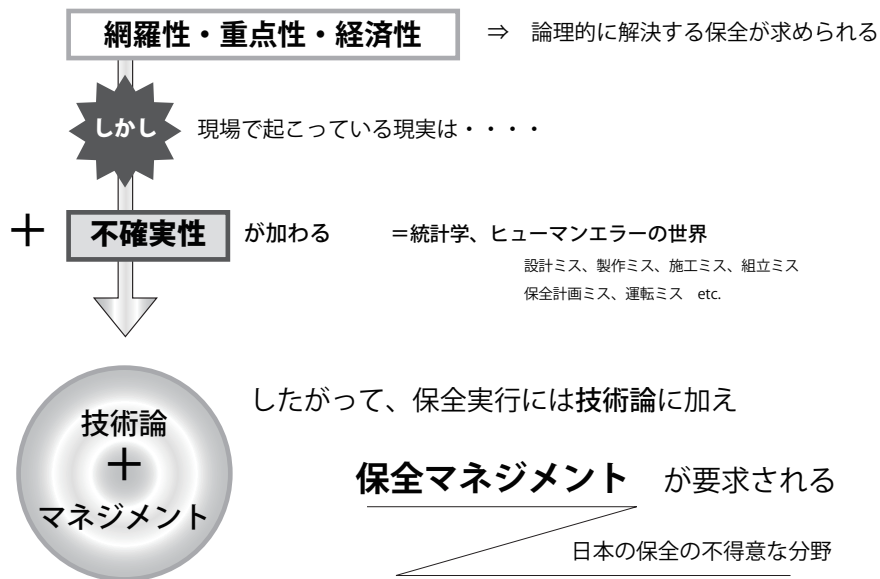 網羅性・重点性・経済性　⇒　論理的に解決する保全が求められる
しかし　現場で起こっている現実は・・・・
＋　不確実性　が加わる　＝統計学、ヒューマンエラーの世界
設計ミス、製作ミス、施工ミス、組立ミス
保全計画ミス、運転ミス　etc.
したがって、保全実行には技術論に加え
技術論
＋
マネジメント
保全マネジメント　が要求される
日本の保全の不得意な分野